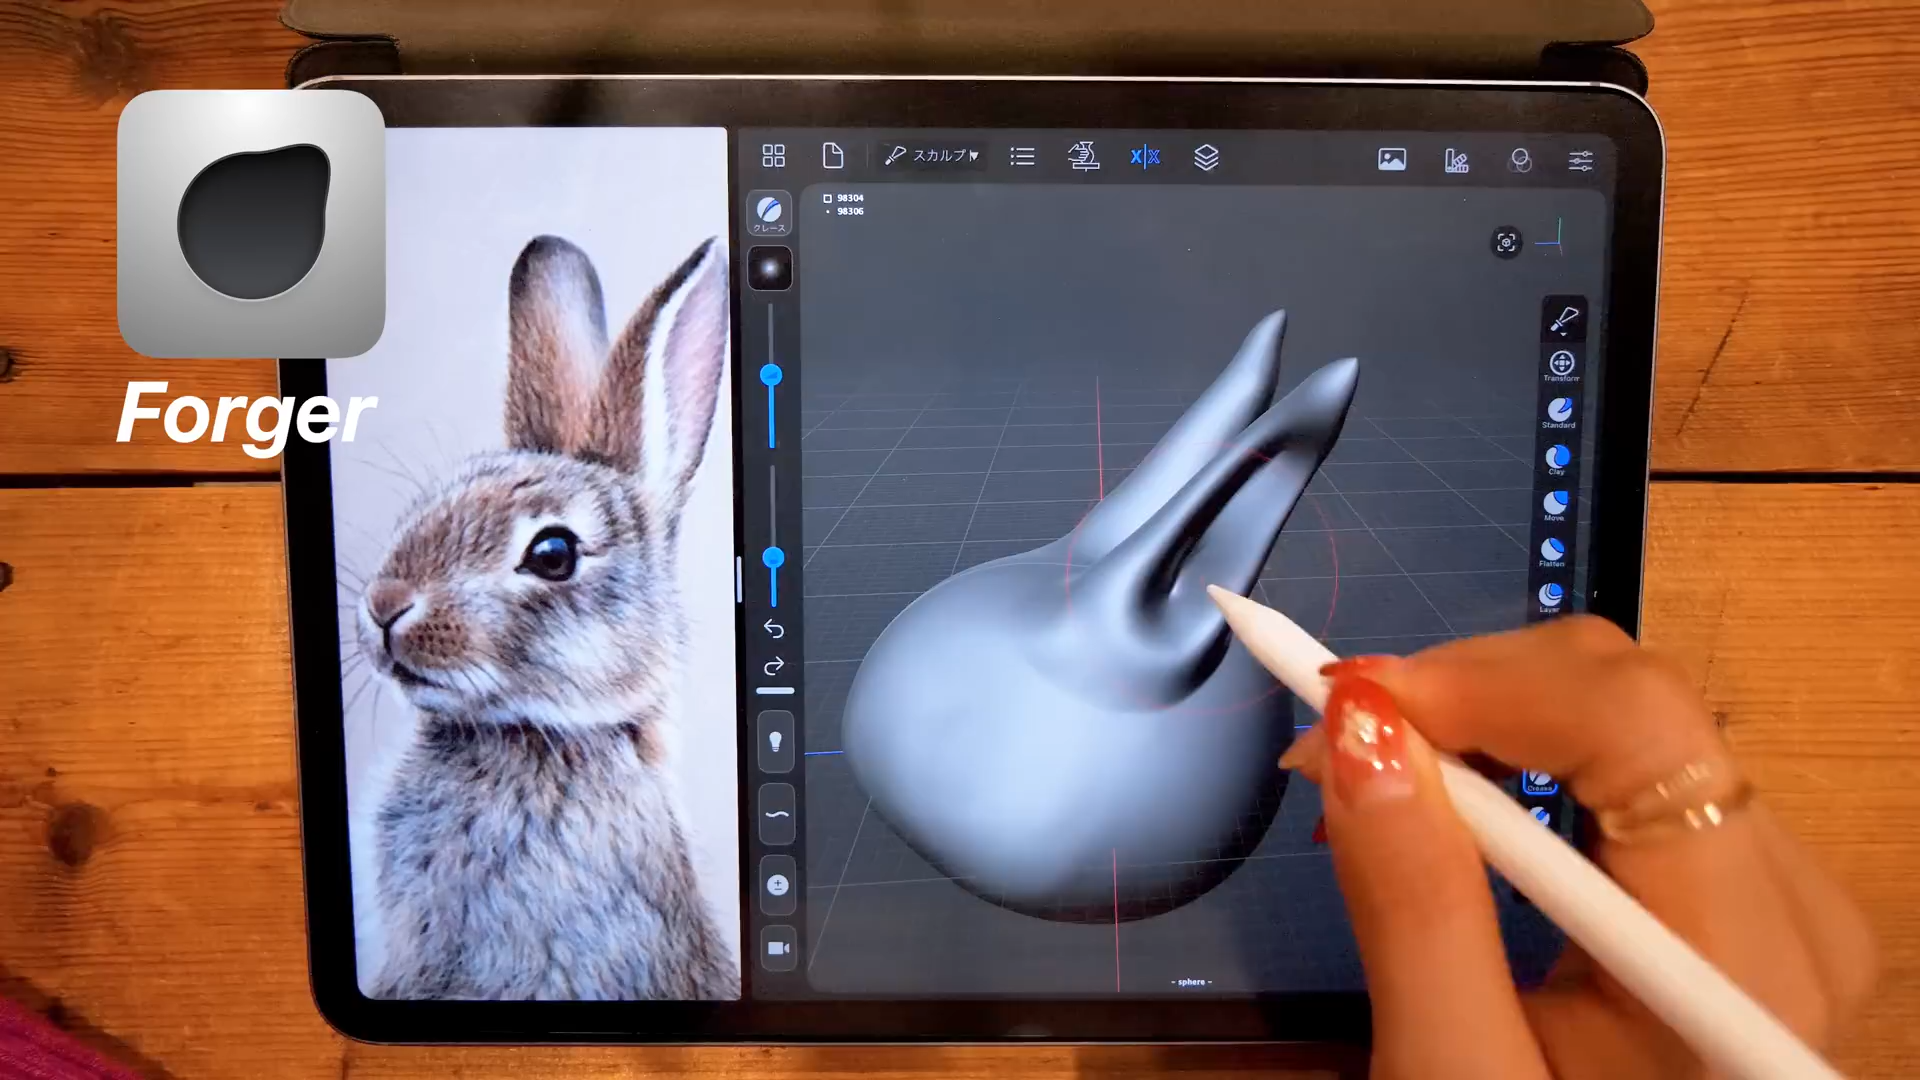 Forger
スカルプト
98304
98306
クレース
Transform
Standard
Clay
Move
Flatten
Layer
Crease
- sphere -